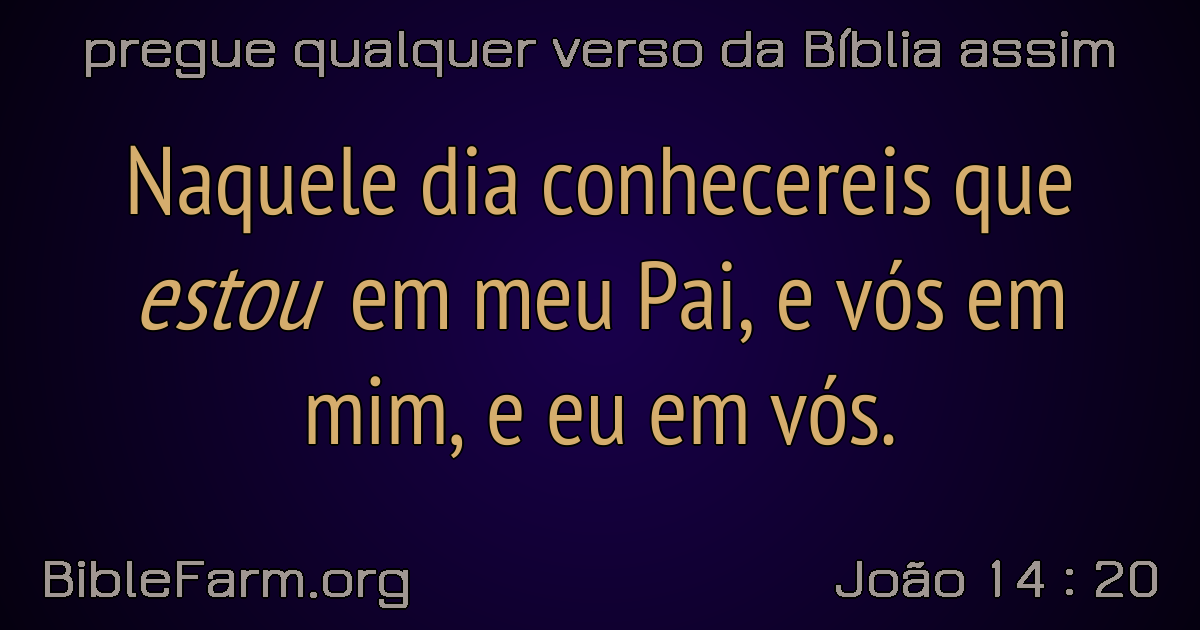 pregue qualquer verso da Bíblia assim
Naquele dia conhecereis que
estou em meu Pai, e vós em
mim, e eu em vós.
BibleFarm.org
João 14 : 20